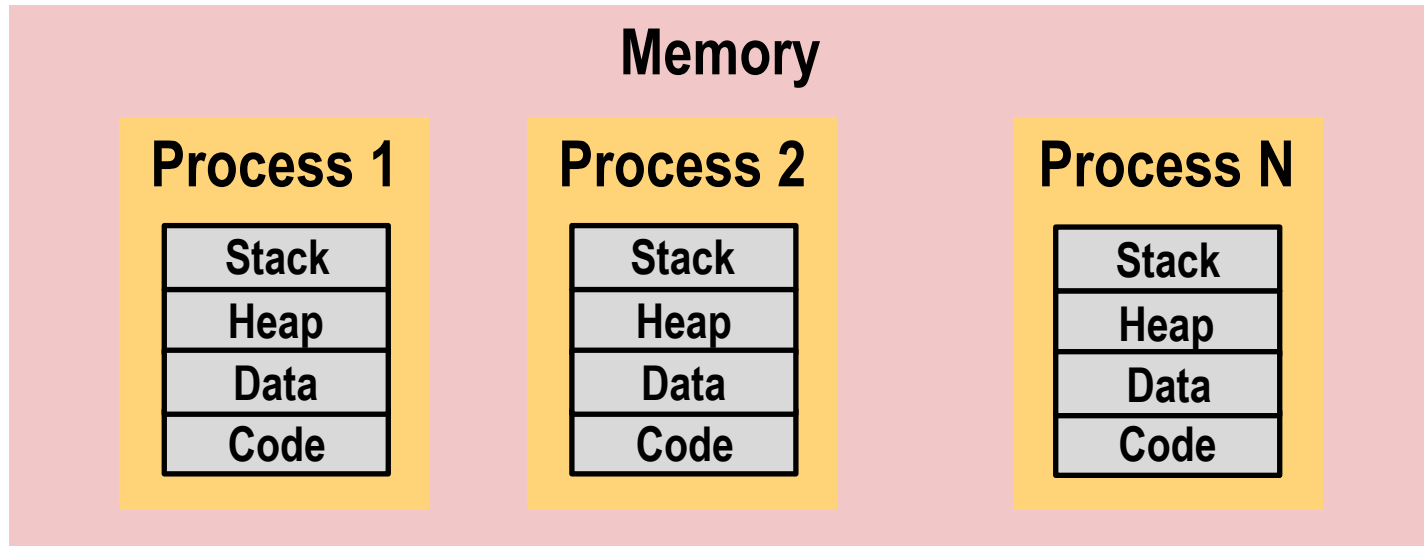 Memory
Process 1
Stack
Heap
Data
Code
Process 2
Stack
Heap
Data
Code
Process N
Stack
Heap
Data
Code